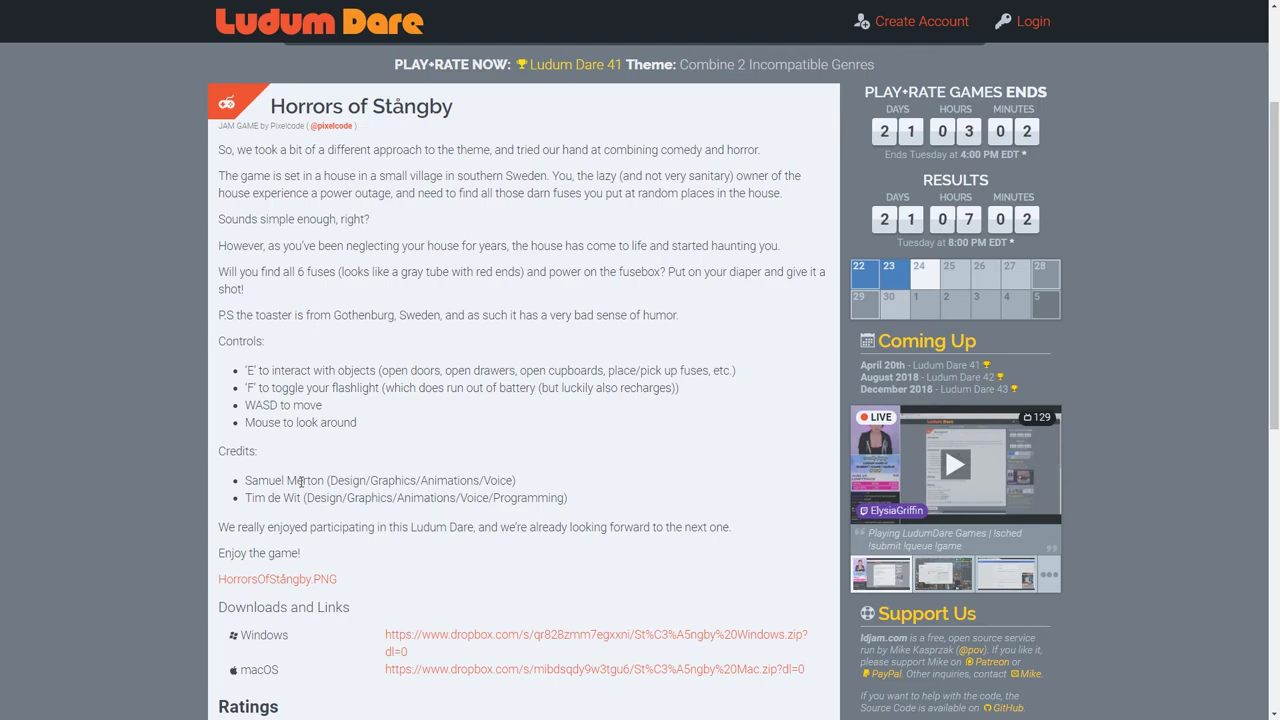 Ludum Dare
Create Account
Login
PLAY+RATE NOW: Ludum Dare 41 Theme: Combine 2 Incompatible Genres
Horrors of Stångby
JAM GAME by Pixelcode ( @pixelcode )
So, we took a bit of a different approach to the theme, and tried our hand at combining comedy and horror.
The game is set in a house in a small village in southern Sweden. You, the lazy (and not very sanitary) owner of the
house experience a power outage, and need to find all those darn fuses you put at random places in the house.
Sounds simple enough, right?
However, as you've been neglecting your house for years, the house has come to life and started haunting you.
Will you find all 6 fuses (looks like a gray tube with red ends) and power on the fusebox? Put on your diaper and give it a
shot!
P.S the toaster is from Gothenburg, Sweden, and as such it has a very bad sense of humor.
Controls:
'E' to interact with objects (open doors, open drawers, open cupboards, place/pick up fuses, etc.)
'F' to use your flashlight (which does run out of battery (but luckily also recharges))
WASD to move
Mouse to look around
Credits:
Samuel Morton (Design/Graphics/Animations/Voice)
Tim de Wit (Design/Graphics/Animations/Voice/Programming)
We really enjoyed participating in this Ludum Dare, and we're already looking forward to the next one.
Enjoy the game!
HorrorsOfStångby.PNG
Downloads and Links
Windows
https://www.dropbox.com/s/qr828zmm7egxxni/St%C3%A5ngby%20Windows.zip?
dl=0
macOS
https://www.dropbox.com/s/mibdsqdy9w3tgu6/St%C3%A5ngby%20Mac.zip?dl=0
Ratings
PLAY+RATE GAMES ENDS
DAYS HOURS MINUTES
21 03 02
Ends Tuesday at 4:00 PM EDT *
RESULTS
DAYS HOURS MINUTES
21 07 02
Tuesday at 8:00 PM EDT *
22 23 24 25 26 27 28
29 30 1 2 3 4 5
Coming Up
April 20th - Ludum Dare 41
August 2018 - Ludum Dare 42
December 2018 - Ludum Dare 43
LIVE
129
ElysiaGriffin
Playing LudumDare Games | !sched
!submit !queue !game
Support Us
ldjam.com is a free, open source service
run by Mike Kasprzak (@pov). If you like it,
please support Mike on Patreon or
PayPal. Other inquiries, contact Mike.
If you want to help with the code, the
Source Code is available on GitHub.